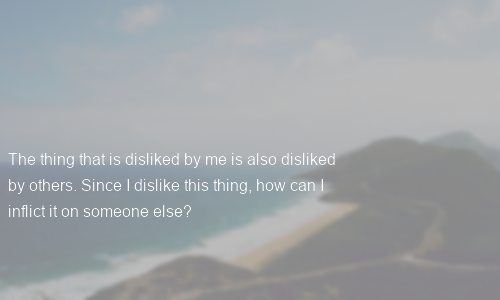 The thing that is disliked by me is also disliked
by others. Since I dislike this thing, how can I
inflict it on someone else?